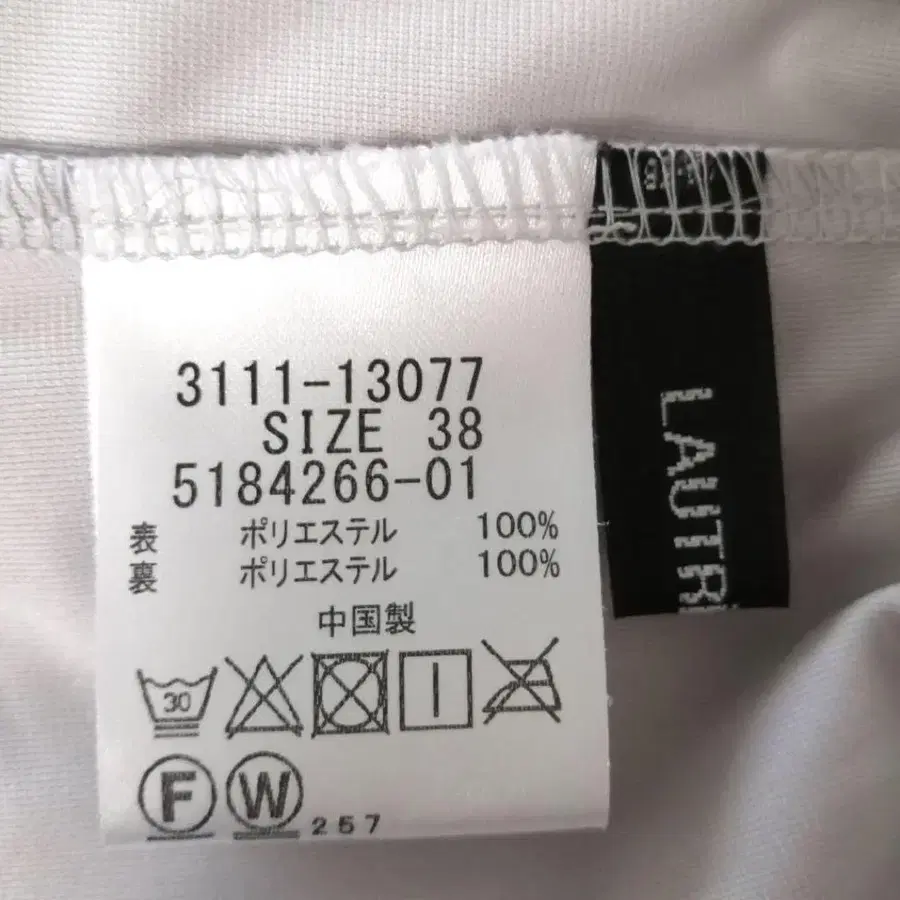 3111-13077
SIZE 38
5184266-01
表 ポリエステル 100%
裏 ポリエステル 100%
中国製
30
F W 257